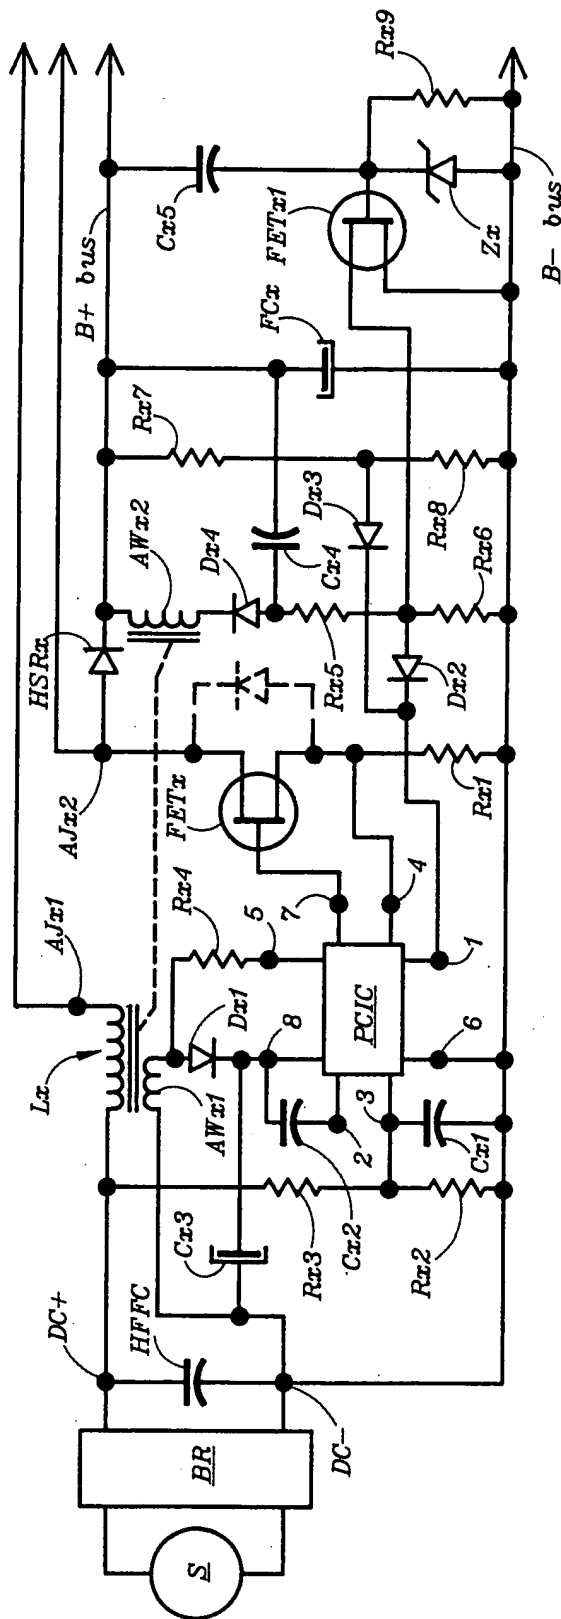 S
BR
DC+
HFFC
DC-
Lx
AJx1
Cx3
AWx1
Dx1
Rx4
Rx3
Rx2
Cx2
Cx1
8
5
2
3
PCIC
7
4
6
1
AJx2
HSRx
FETx
Rx1
AWx2
Dx4
Rx5
Dx2
Rx6
Cx4
Dx3
Rx7
Rx8
B+ bus
FCx
Cx5
FETx1
Zx
Rx9
B- bus